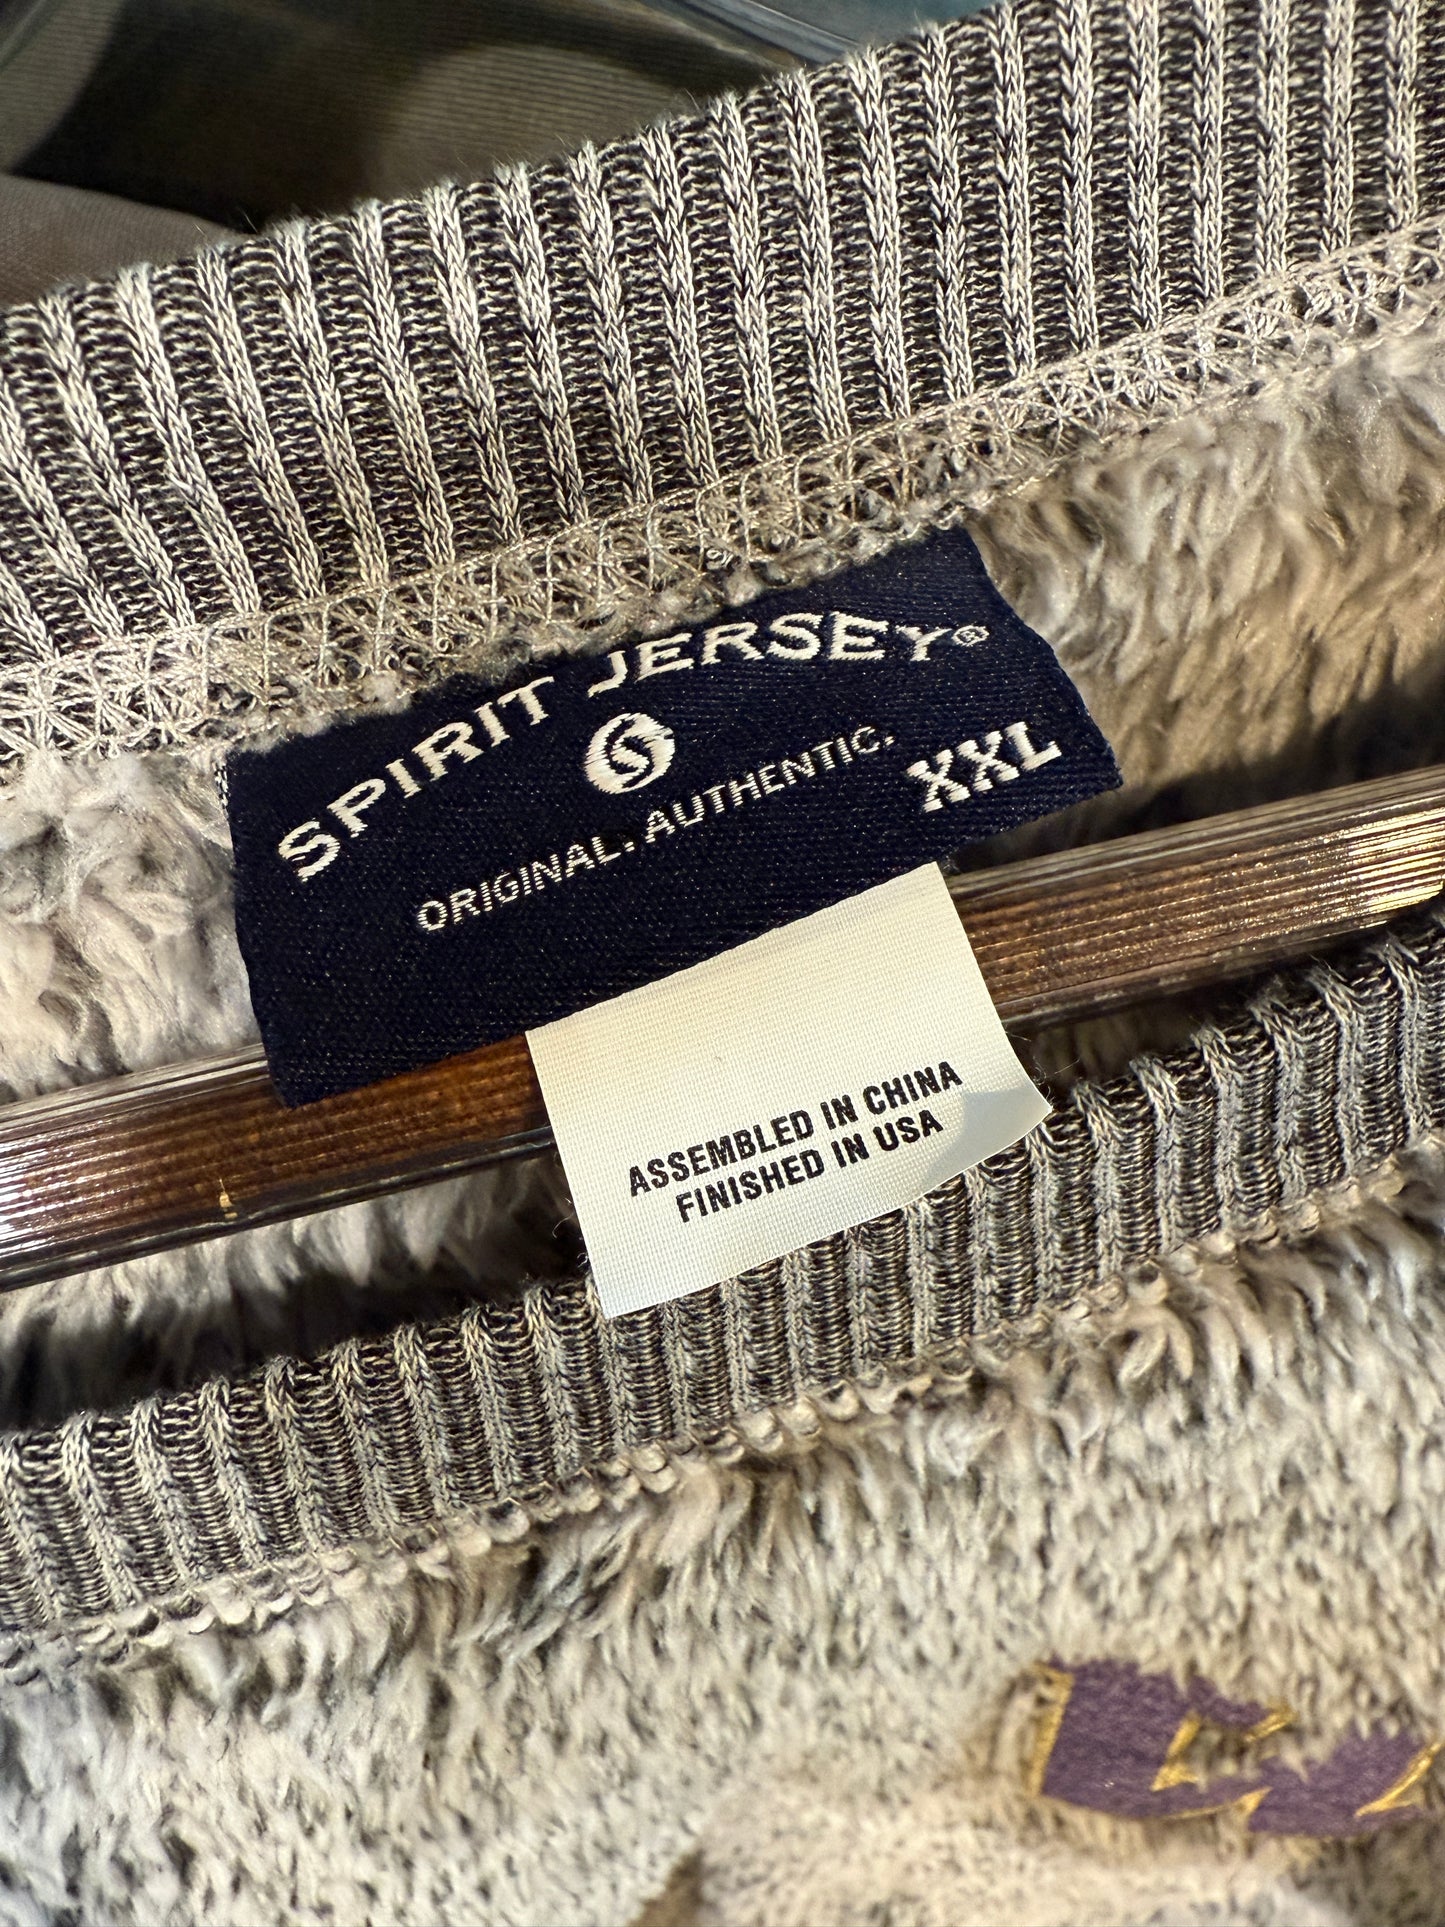 SPIRIT JERSEY®
ORIGINAL. AUTHENTIC.
XXL
ASSEMBLED IN CHINA
FINISHED IN USA